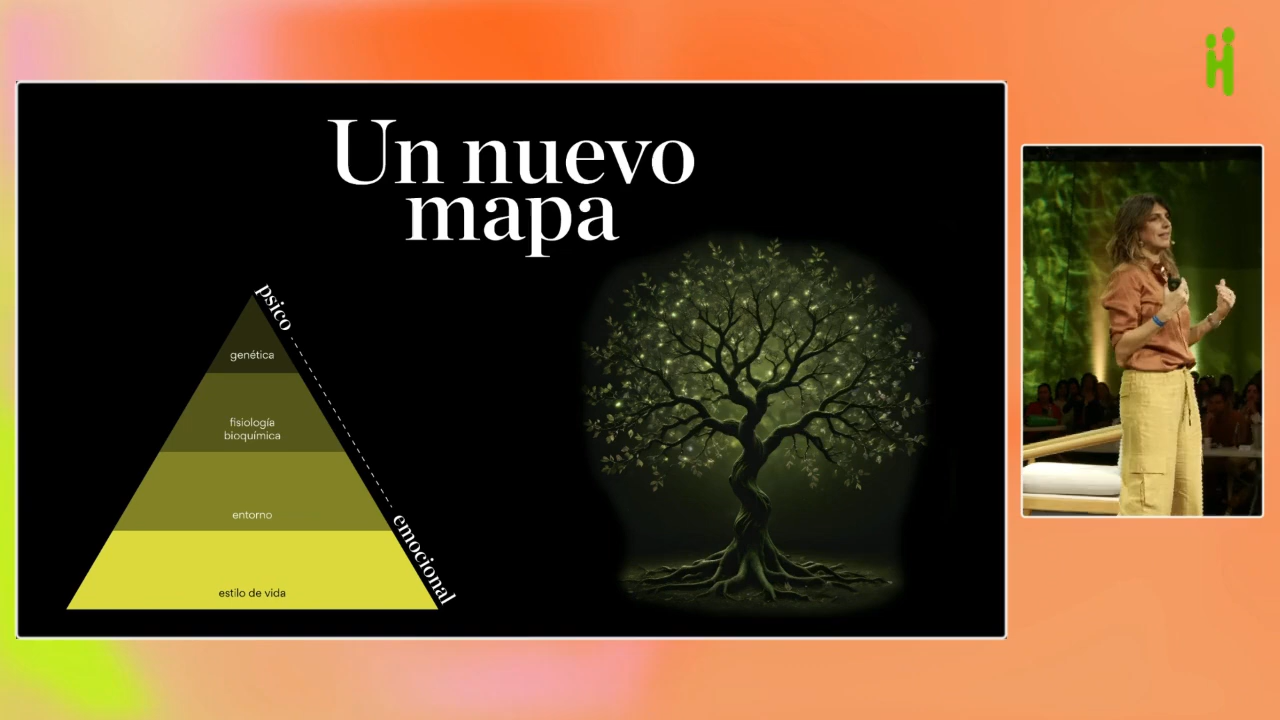 Un nuevo
mapa
psico
genética
fisiología
bioquímica
entorno
emocional
estilo de vida